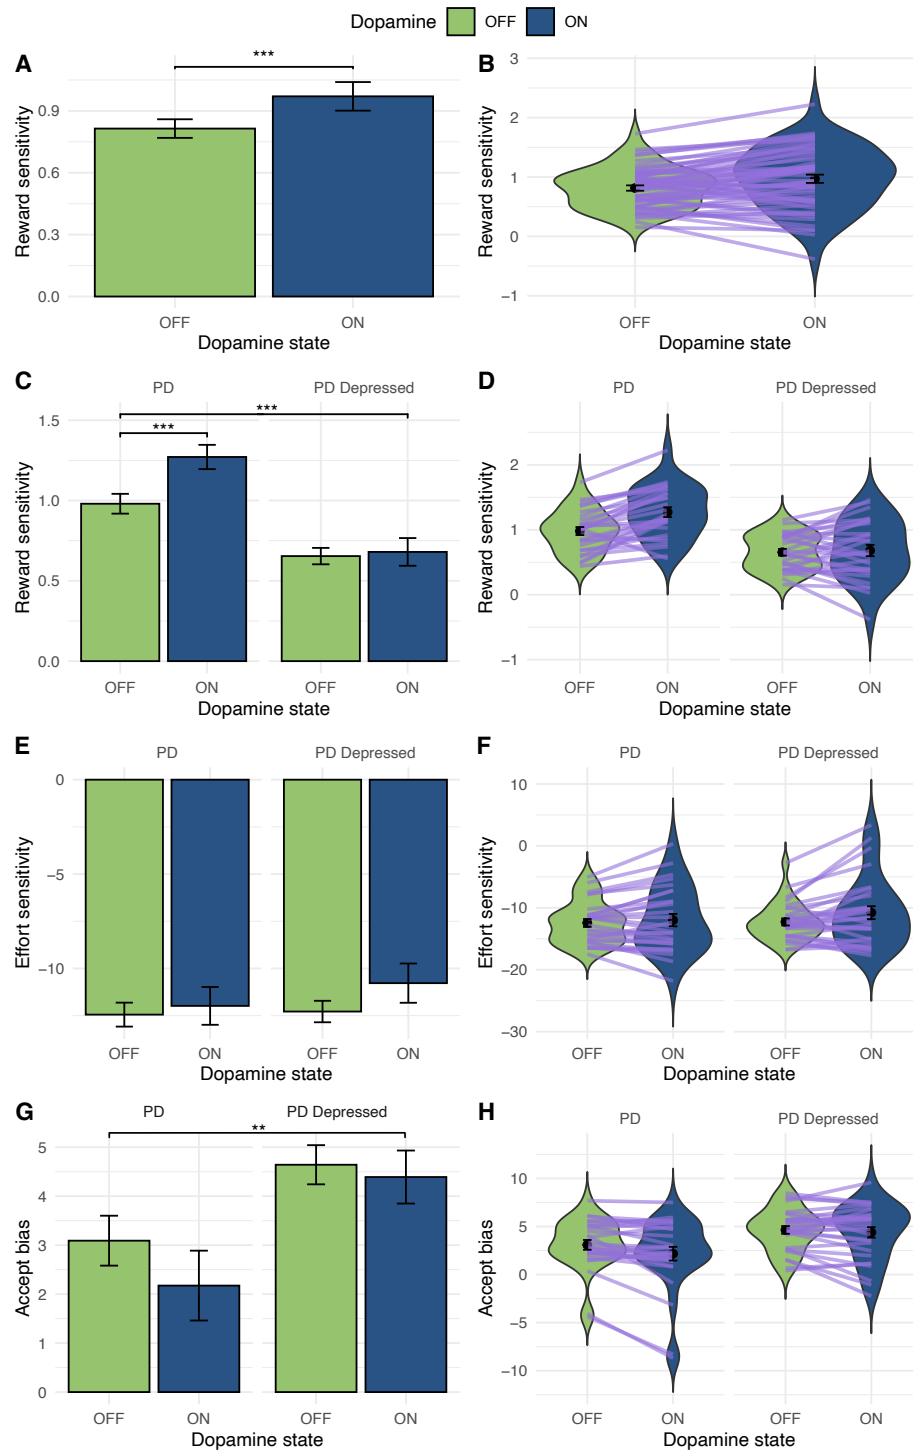 Dopamine OFF ON
A
***
Reward sensitivity
0.9
0.6
0.3
0.0
OFF ON
Dopamine state
B
Reward sensitivity
3
2
1
0
−1
OFF ON
Dopamine state
C
PD PD Depressed
***
***
Reward sensitivity
1.5
1.0
0.5
0.0
OFF ON OFF ON
Dopamine state
D
PD PD Depressed
Reward sensitivity
2
1
0
−1
OFF ON OFF ON
Dopamine state
E
PD PD Depressed
Effort sensitivity
0
−5
−10
OFF ON OFF ON
Dopamine state
F
PD PD Depressed
Effort sensitivity
10
0
−10
−20
−30
OFF ON OFF ON
Dopamine state
G
PD PD Depressed
**
Accept bias
5
4
3
2
1
0
OFF ON OFF ON
Dopamine state
H
PD PD Depressed
Accept bias
10
5
0
−5
−10
OFF ON OFF ON
Dopamine state